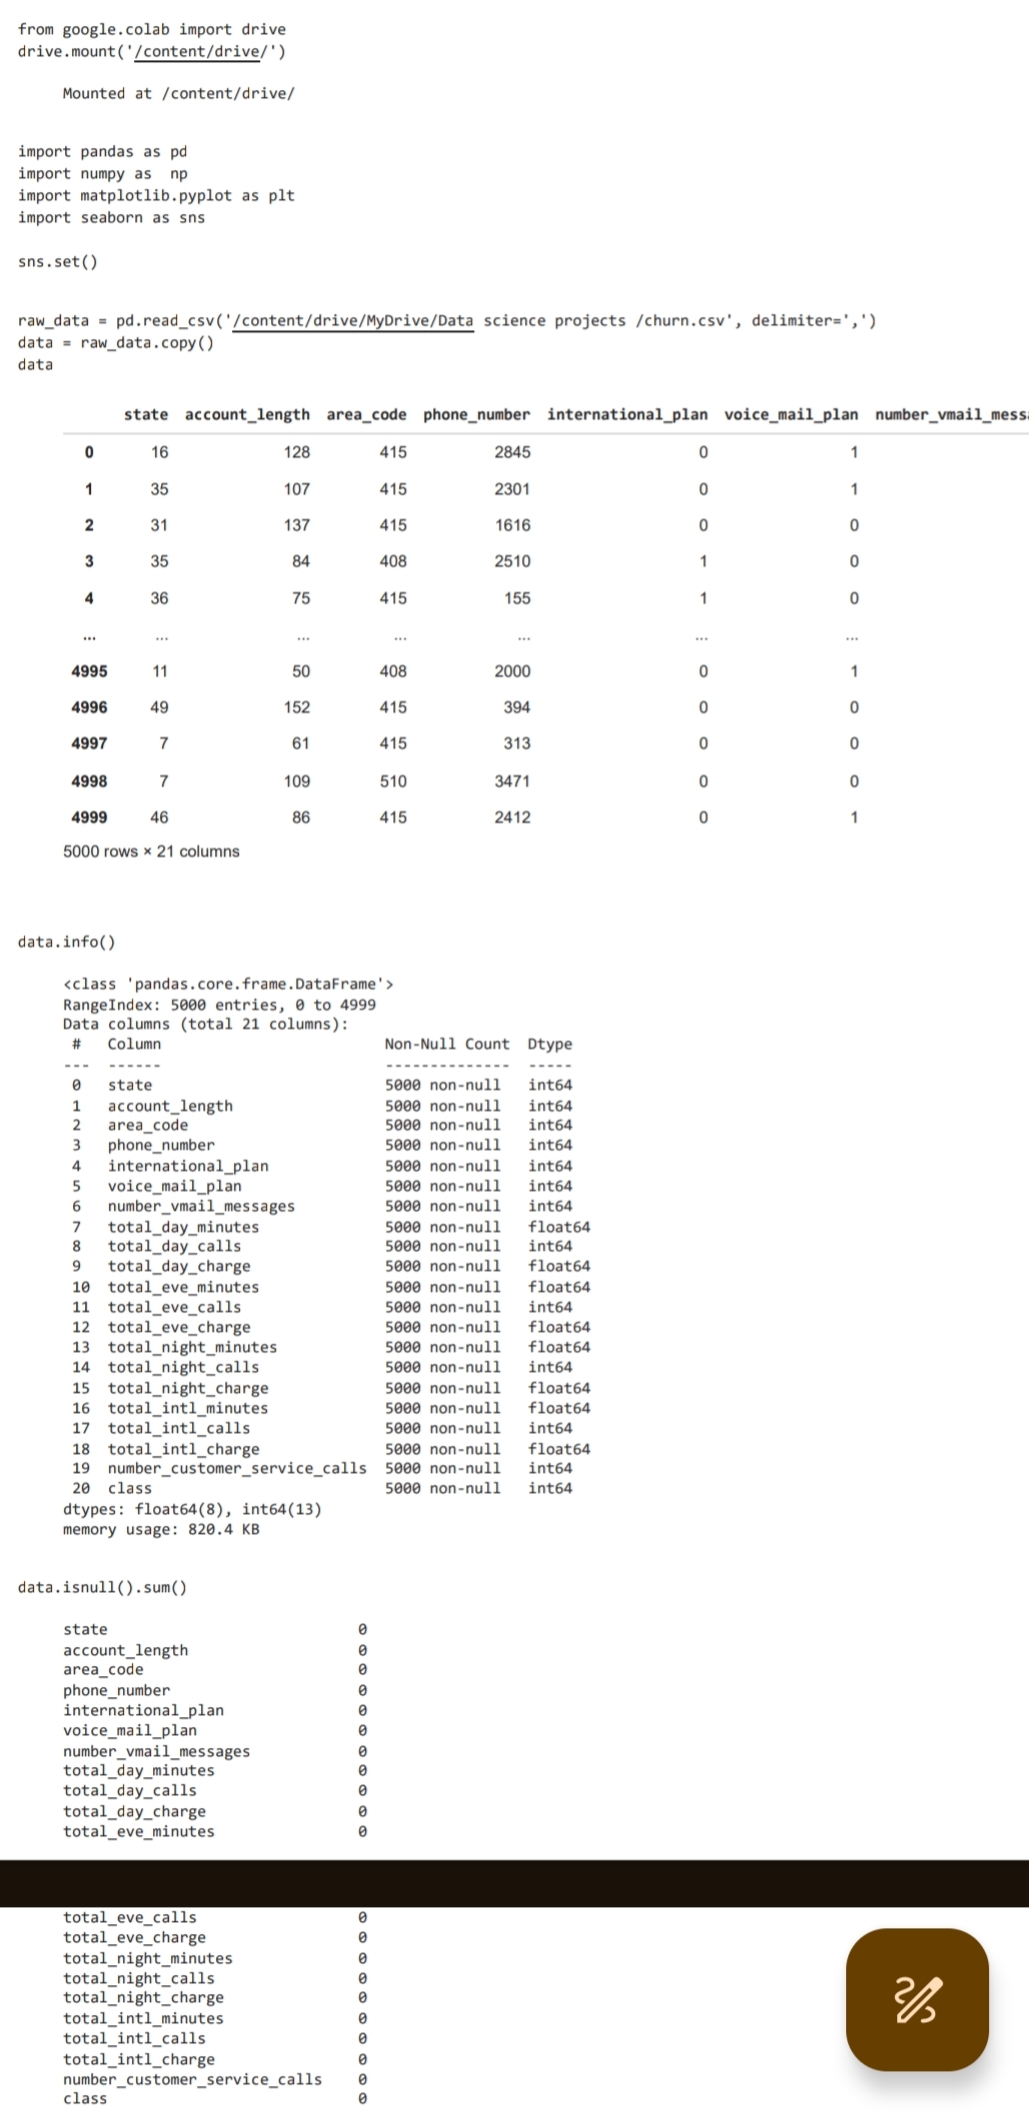 from google.colab import drive
drive.mount('/content/drive/')
Mounted at /content/drive/
import pandas as pd
import numpy as  np
import matplotlib.pyplot as plt
import seaborn as sns
sns.set()
raw_data = pd.read_csv('/content/drive/MyDrive/Data science projects /churn.csv', delimiter=',')
data = raw_data.copy()
data
state account_length area_code phone_number international_plan voice_mail_plan number_vmail_mess
0 16 128 415 2845 0 1
1 35 107 415 2301 0 1
2 31 137 415 1616 0 0
3 35 84 408 2510 1 0
4 36 75 415 155 1 0
... ... ... ... ... ... ...
4995 11 50 408 2000 0 1
4996 49 152 415 394 0 0
4997 7 61 415 313 0 0
4998 7 109 510 3471 0 0
4999 46 86 415 2412 0 1
5000 rows × 21 columns
data.info()
<class 'pandas.core.frame.DataFrame'>
RangeIndex: 5000 entries, 0 to 4999
Data columns (total 21 columns):
# Column Non-Null Count Dtype
--- ------ -------------- -----
0 state 5000 non-null int64
1 account_length 5000 non-null int64
2 area_code 5000 non-null int64
3 phone_number 5000 non-null int64
4 international_plan 5000 non-null int64
5 voice_mail_plan 5000 non-null int64
6 number_vmail_messages 5000 non-null int64
7 total_day_minutes 5000 non-null float64
8 total_day_calls 5000 non-null int64
9 total_day_charge 5000 non-null float64
10 total_eve_minutes 5000 non-null float64
11 total_eve_calls 5000 non-null int64
12 total_eve_charge 5000 non-null float64
13 total_night_minutes 5000 non-null float64
14 total_night_calls 5000 non-null int64
15 total_night_charge 5000 non-null float64
16 total_intl_minutes 5000 non-null float64
17 total_intl_calls 5000 non-null int64
18 total_intl_charge 5000 non-null float64
19 number_customer_service_calls 5000 non-null int64
20 class 5000 non-null int64
dtypes: float64(8), int64(13)
memory usage: 820.4 KB
data.isnull().sum()
state 0
account_length 0
area_code 0
phone_number 0
international_plan 0
voice_mail_plan 0
number_vmail_messages 0
total_day_minutes 0
total_day_calls 0
total_day_charge 0
total_eve_minutes 0
total_eve_calls 0
total_eve_charge 0
total_night_minutes 0
total_night_calls 0
total_night_charge 0
total_intl_minutes 0
total_intl_calls 0
total_intl_charge 0
number_customer_service_calls 0
class 0